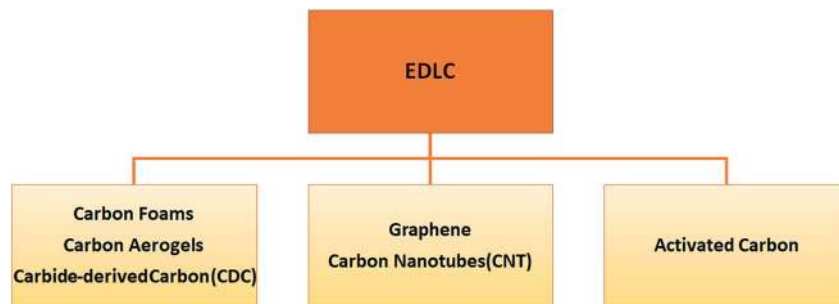 EDLC
Carbon Foams
Carbon Aerogels
Carbide-derivedCarbon(CDC)
Graphene
Carbon Nanotubes(CNT)
Activated Carbon